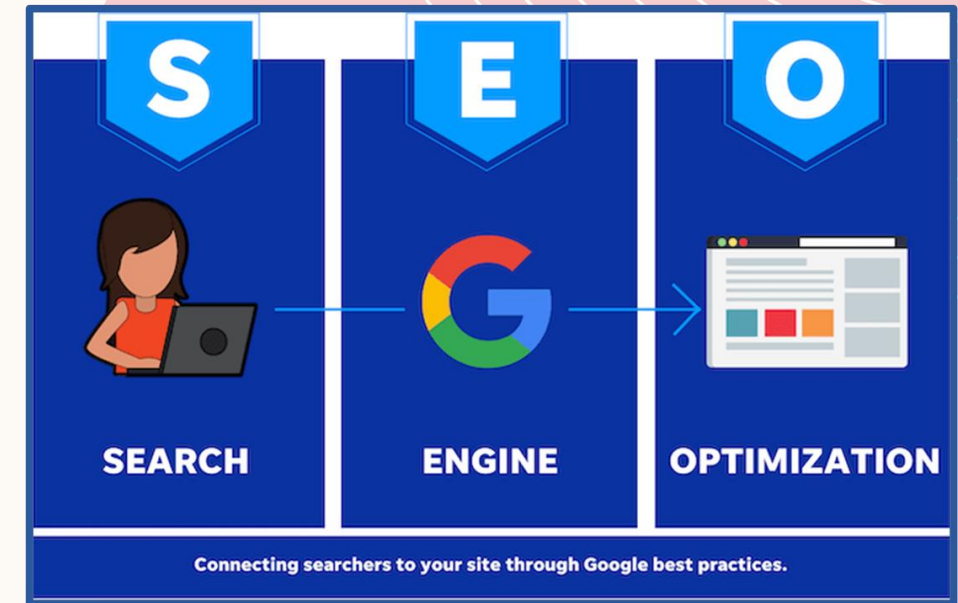 S E O
SEARCH ENGINE OPTIMIZATION
Connecting searchers to your site through Google best practices.